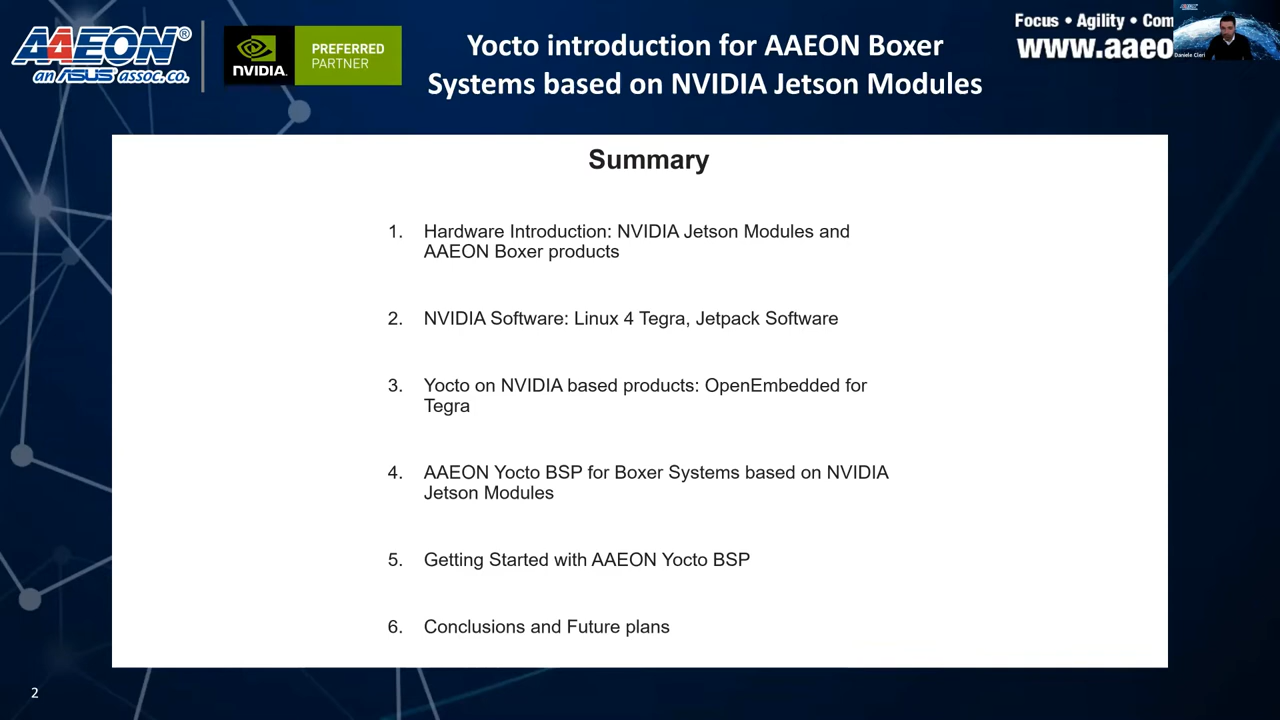 AAEON®
an ASUS assoc. co.
NVIDIA.
PREFERRED
PARTNER
Yocto introduction for AAEON Boxer
Systems based on NVIDIA Jetson Modules
Focus • Agility • Com
www.aaeo
Daniele Cleri
Summary
1. Hardware Introduction: NVIDIA Jetson Modules and
AAEON Boxer products
2. NVIDIA Software: Linux 4 Tegra, Jetpack Software
3. Yocto on NVIDIA based products: OpenEmbedded for
Tegra
4. AAEON Yocto BSP for Boxer Systems based on NVIDIA
Jetson Modules
5. Getting Started with AAEON Yocto BSP
6. Conclusions and Future plans
2